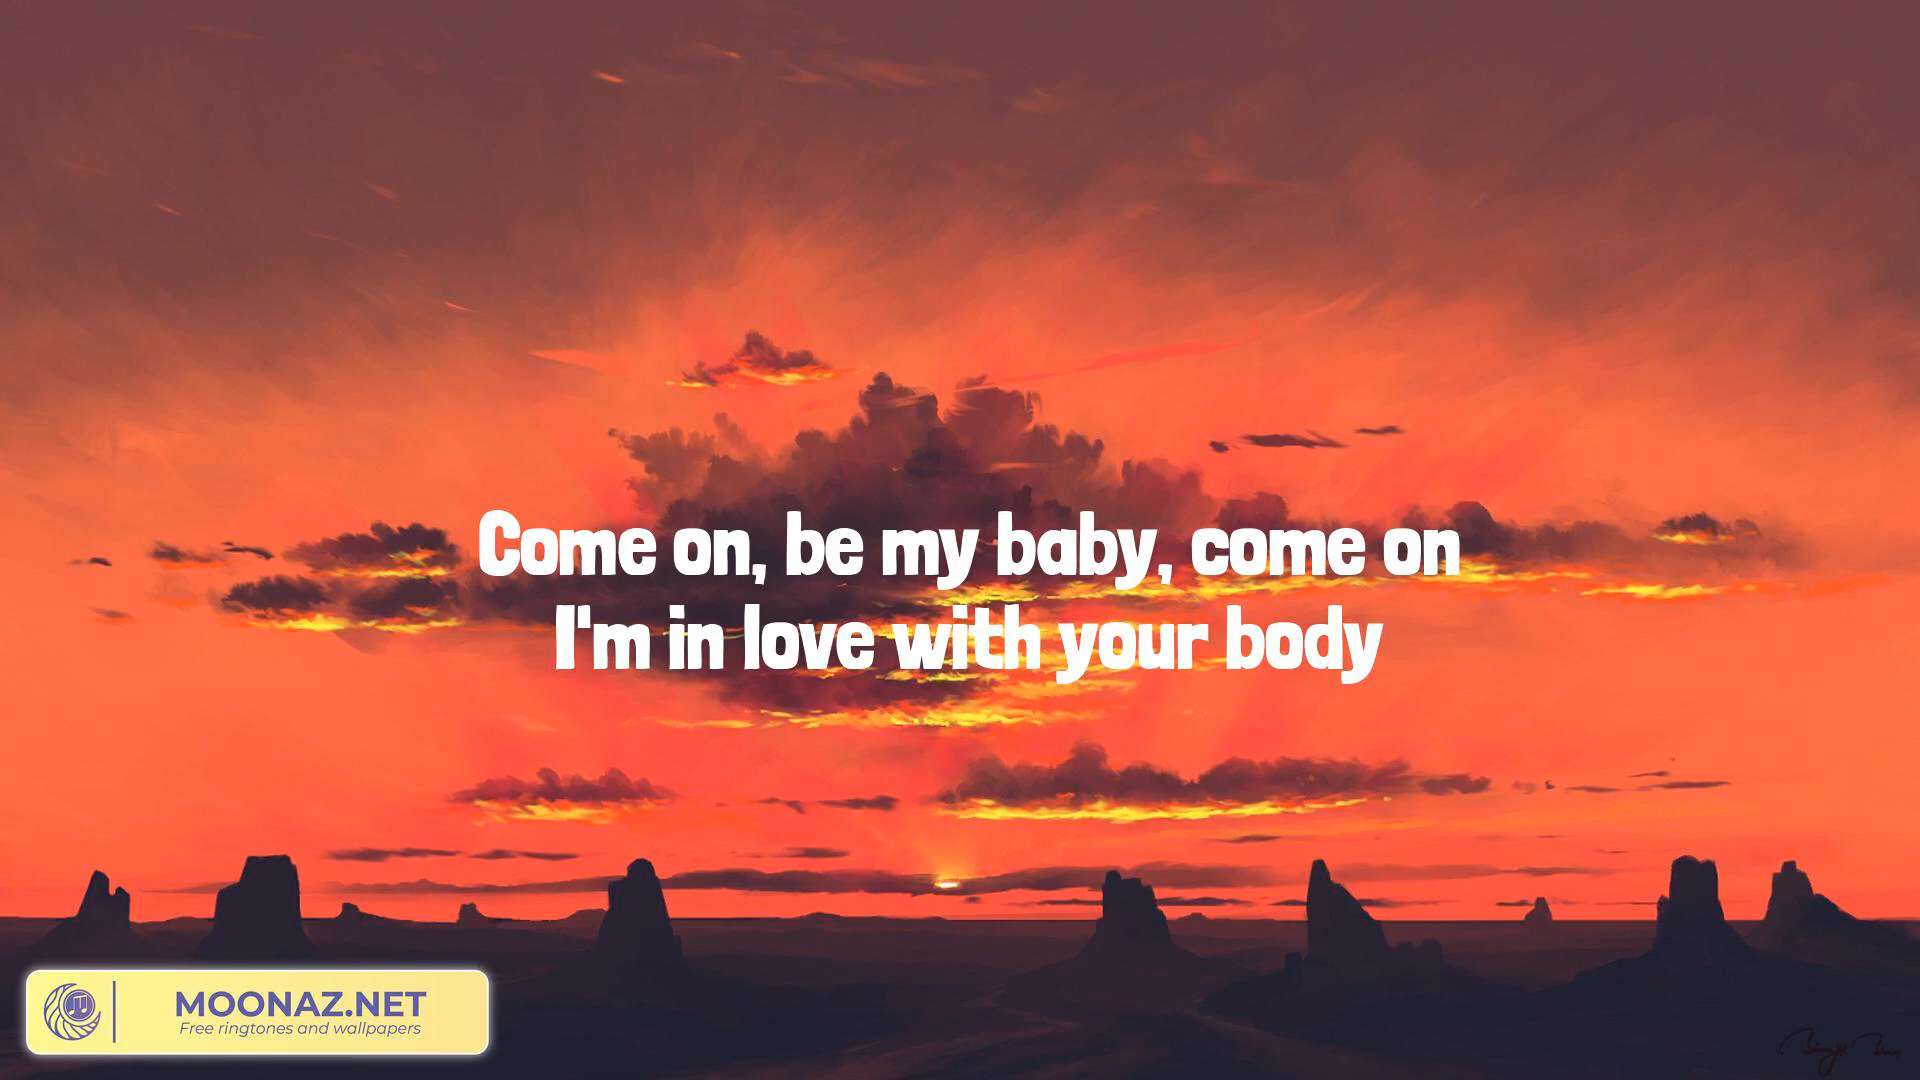 Come on, be my baby, come on
I'm in love with your body
MOONAZ.NET
Free ringtones and wallpapers